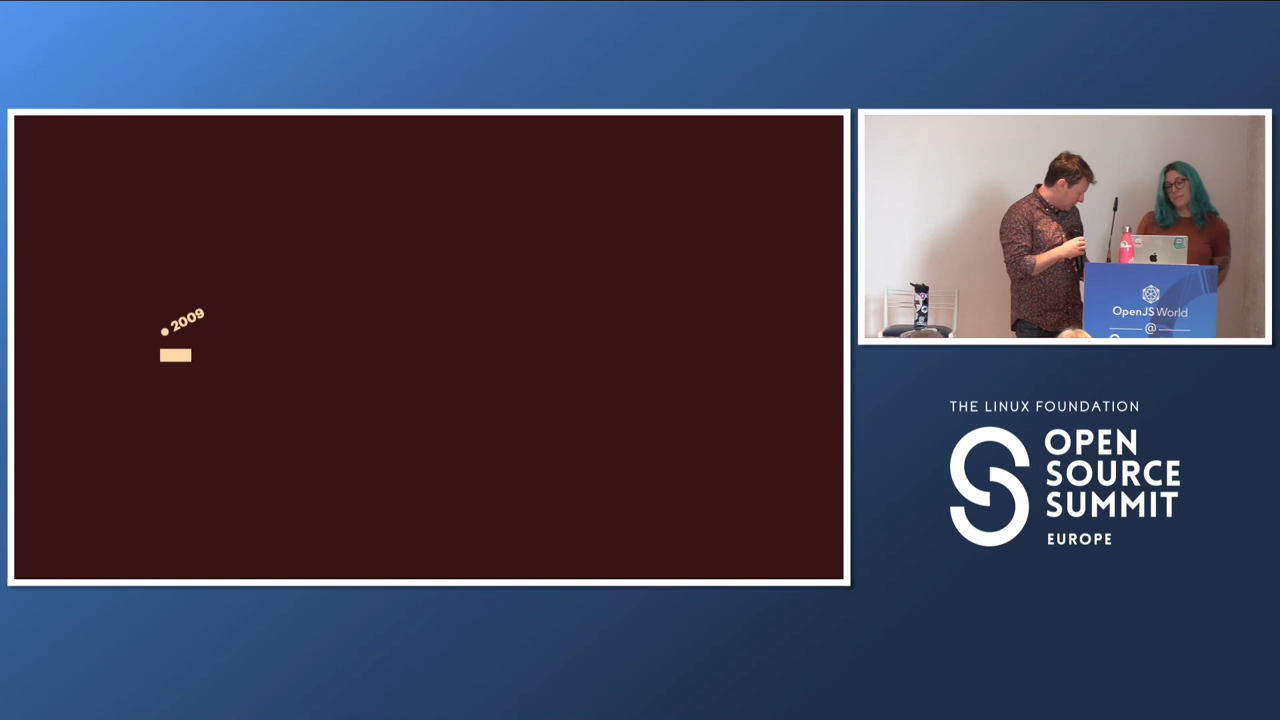 2009
OpenJS World
@
THE LINUX FOUNDATION
OPEN
SOURCE
SUMMIT
EUROPE